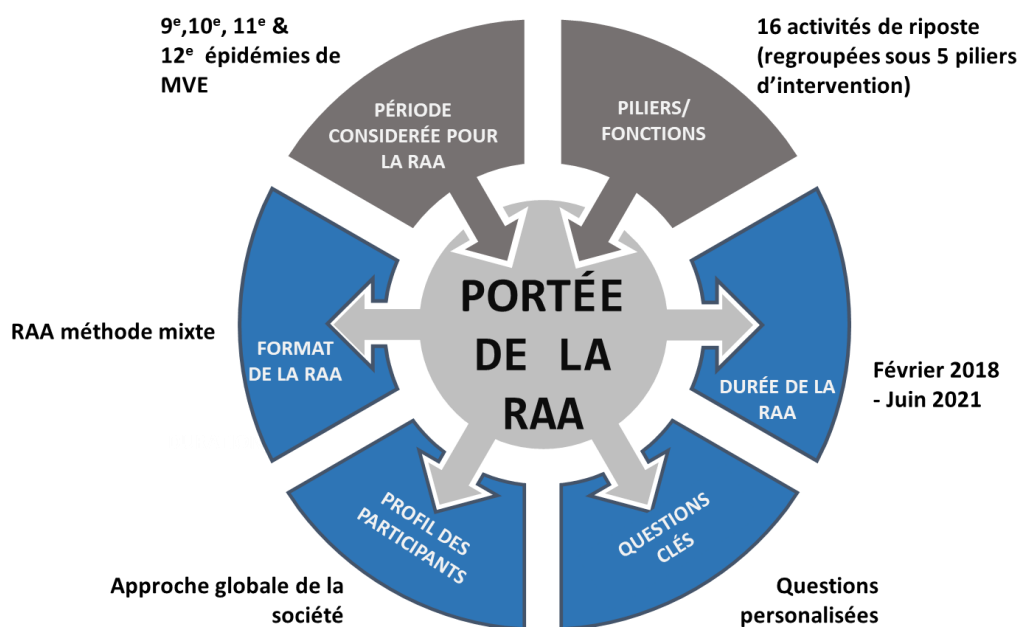 9e,10e, 11e &
12e épidémies de
MVE
16 activités de riposte
(regroupées sous 5 piliers
d’intervention)
PÉRIODE
CONSIDERÉE POUR
LA RAA
PILIERS/
FONCTIONS
PORTÉE
DE LA
RAA
RAA méthode mixte
FORMAT
DE LA RAA
DURÉE DE LA
RAA
Février 2018
- Juin 2021
PROFIL DES
PARTICIPANTS
QUESTIONS
CLÉS
Approche globale de la
société
Questions
personalisées